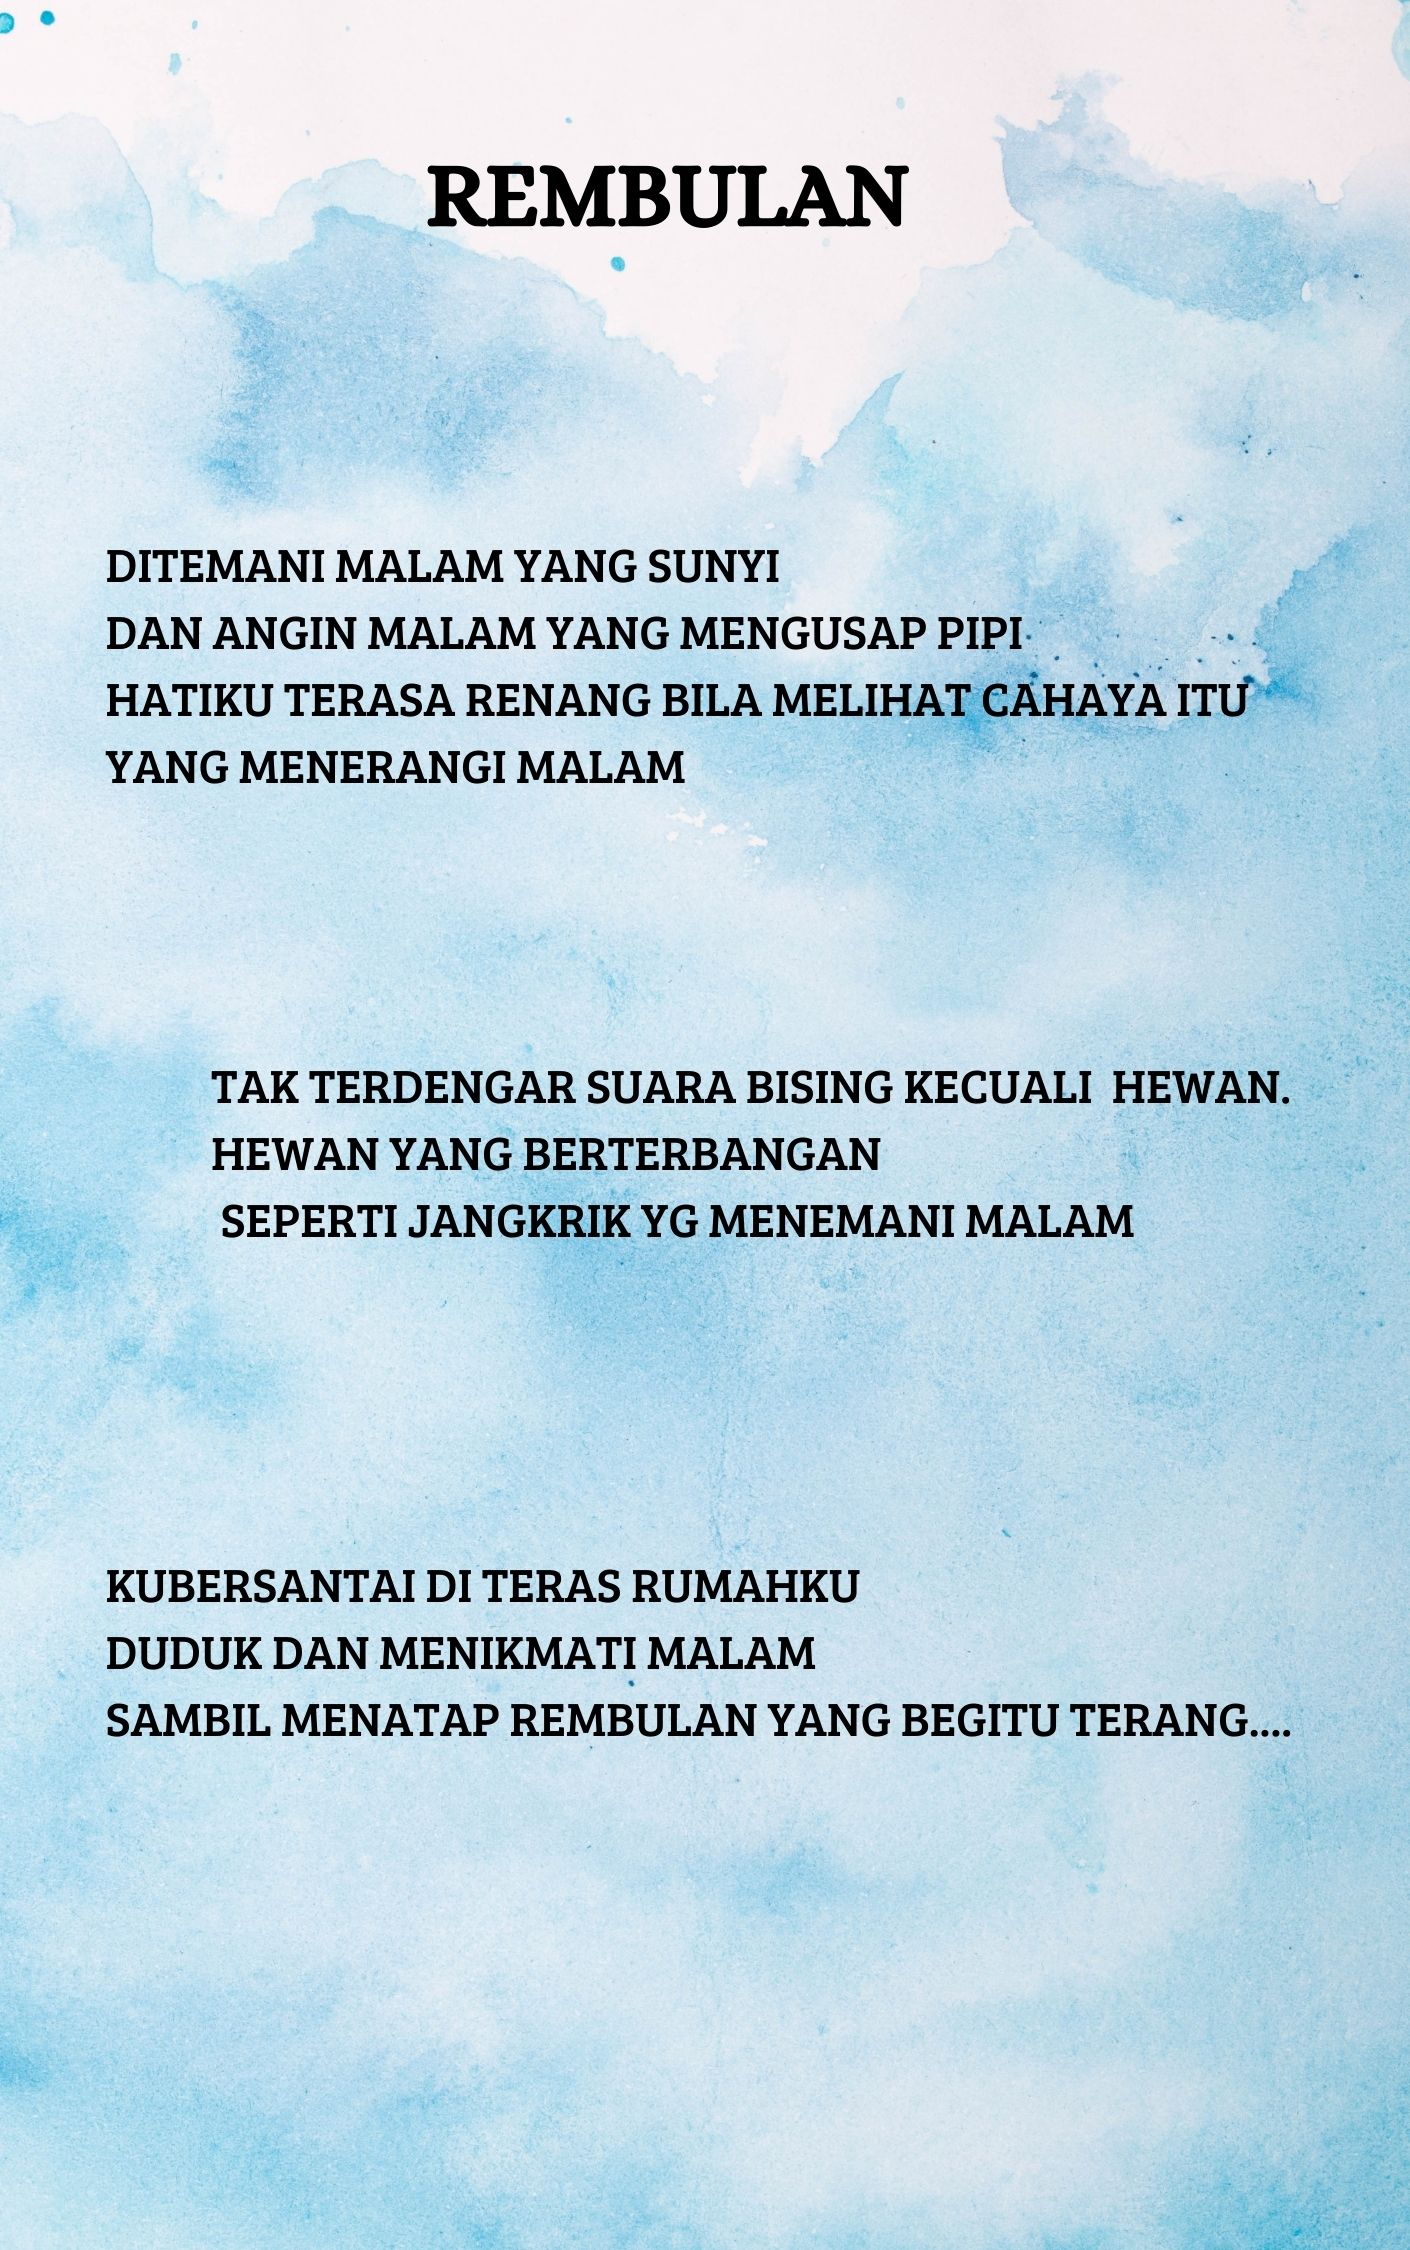 REMBULAN
DITEMANI MALAM YANG SUNYI
DAN ANGIN MALAM YANG MENGUSAP PIPI
HATIKU TERASA RENANG BILA MELIHAT CAHAYA ITU
YANG MENERANGI MALAM
TAK TERDENGAR SUARA BISING KECUALI  HEWAN.
HEWAN YANG BERTERBANGAN
SEPERTI JANGKRIK YG MENEMANI MALAM
KUBERSANTAI DI TERAS RUMAHKU
DUDUK DAN MENIKMATI MALAM
SAMBIL MENATAP REMBULAN YANG BEGITU TERANG....